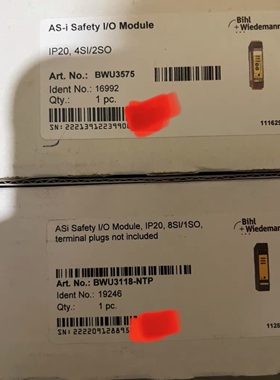 AS-i Safety I/O Module
Bihl
+ Wiedemann
IP20, 4SI/2SO
Art. No.: BWU3575
Ident No.: 16992
Qty.: 1 pc.
ASi Safety I/O Module, IP20, 8SI/1SO,
terminal plugs not included
Bihl
+ Wiedeman
Art. No.: BWU3118-NTP
Ident No.: 19246
Qty.: 1 pc.